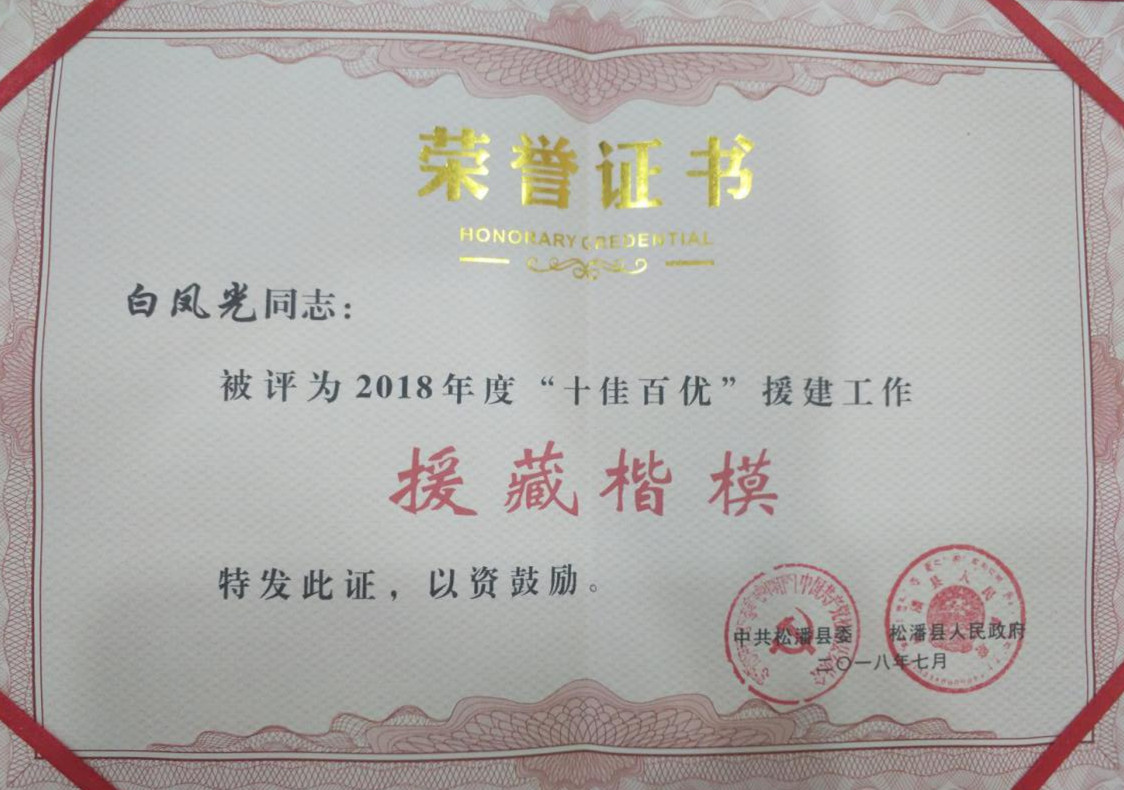 荣誉证书
HONORARY CREDENTIAL
白凤光同志：
被评为2018年度“十佳百优”援建工作
援藏楷模
特发此证，以资鼓励。
中共松潘县委 松潘县人民政府
二〇一八年七月